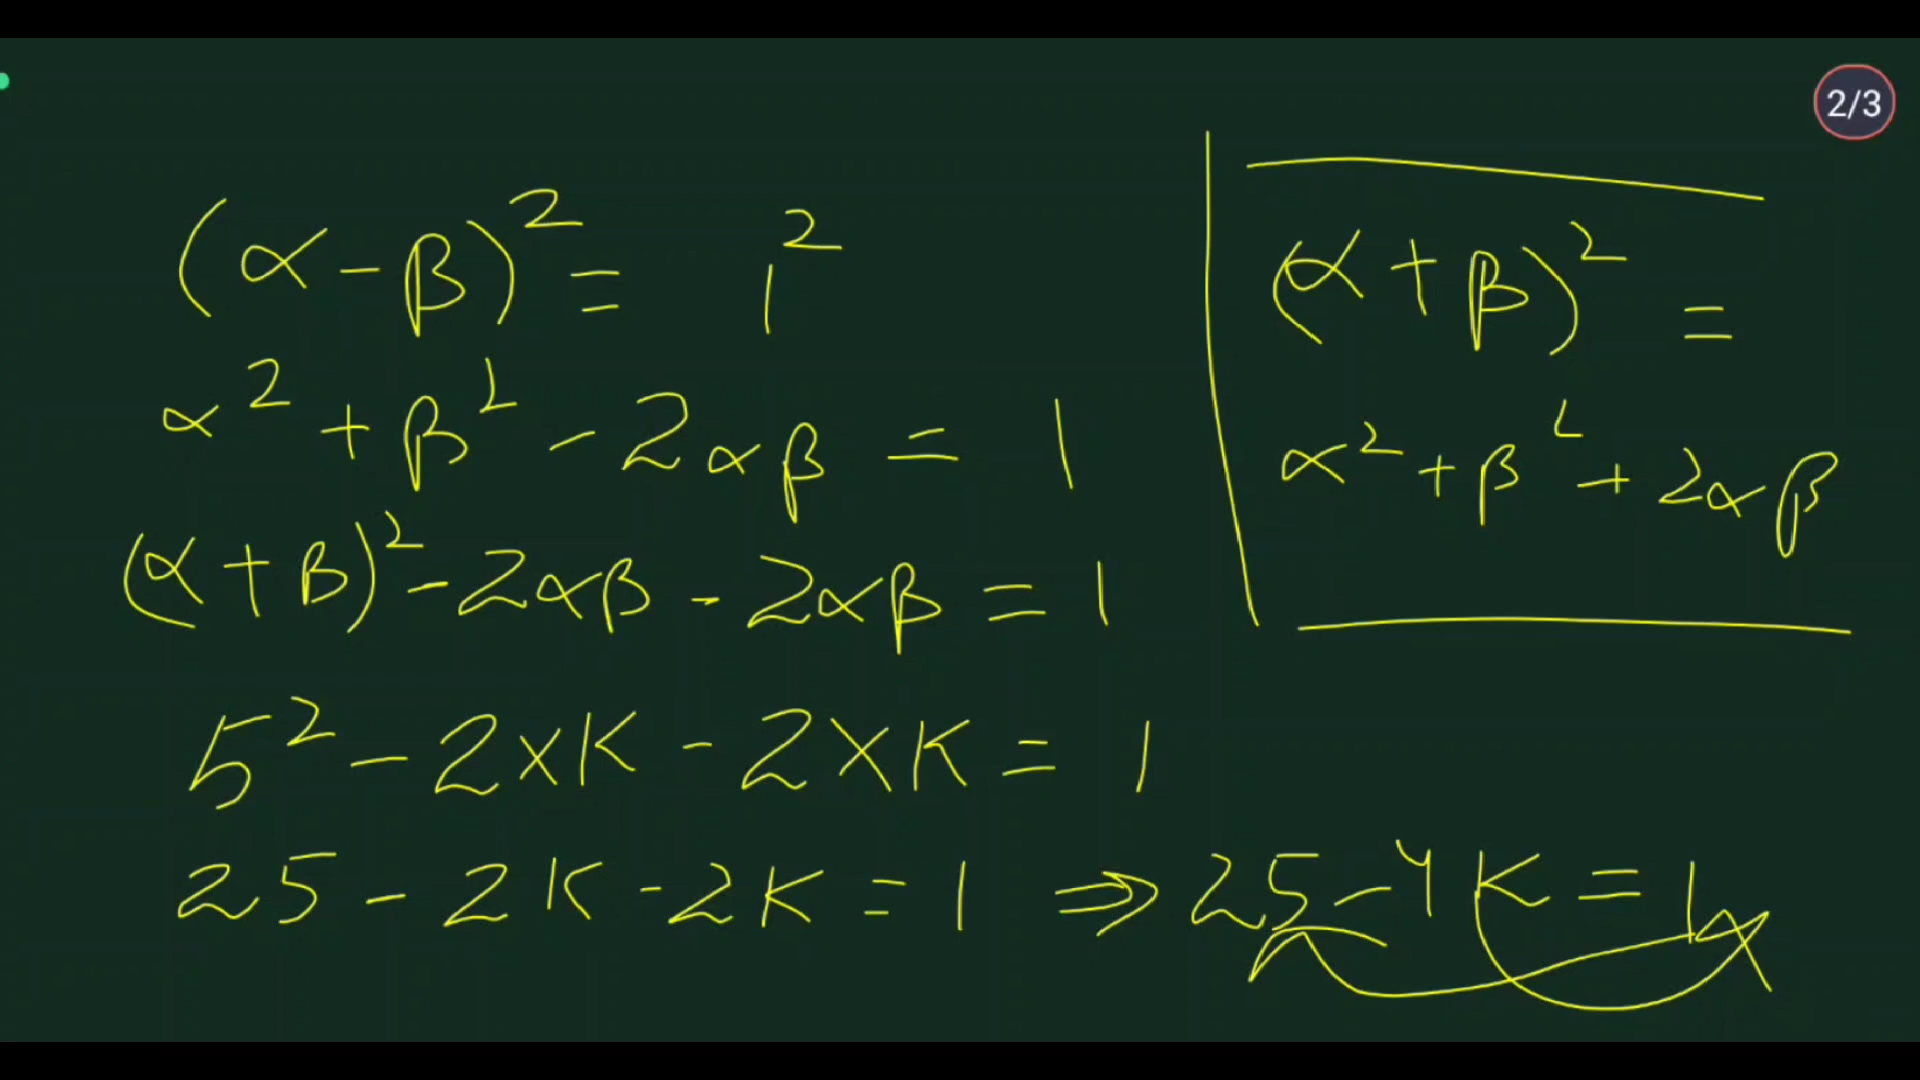 2/3
(α - β)² = 1²
α² + β² - 2αβ = 1
(α + β)² - 2αβ - 2αβ = 1
5² - 2×K - 2×K = 1
25 - 2K - 2K = 1 ⇒ 25 - 4K = 1
(α + β)² =
α² + β² + 2αβ